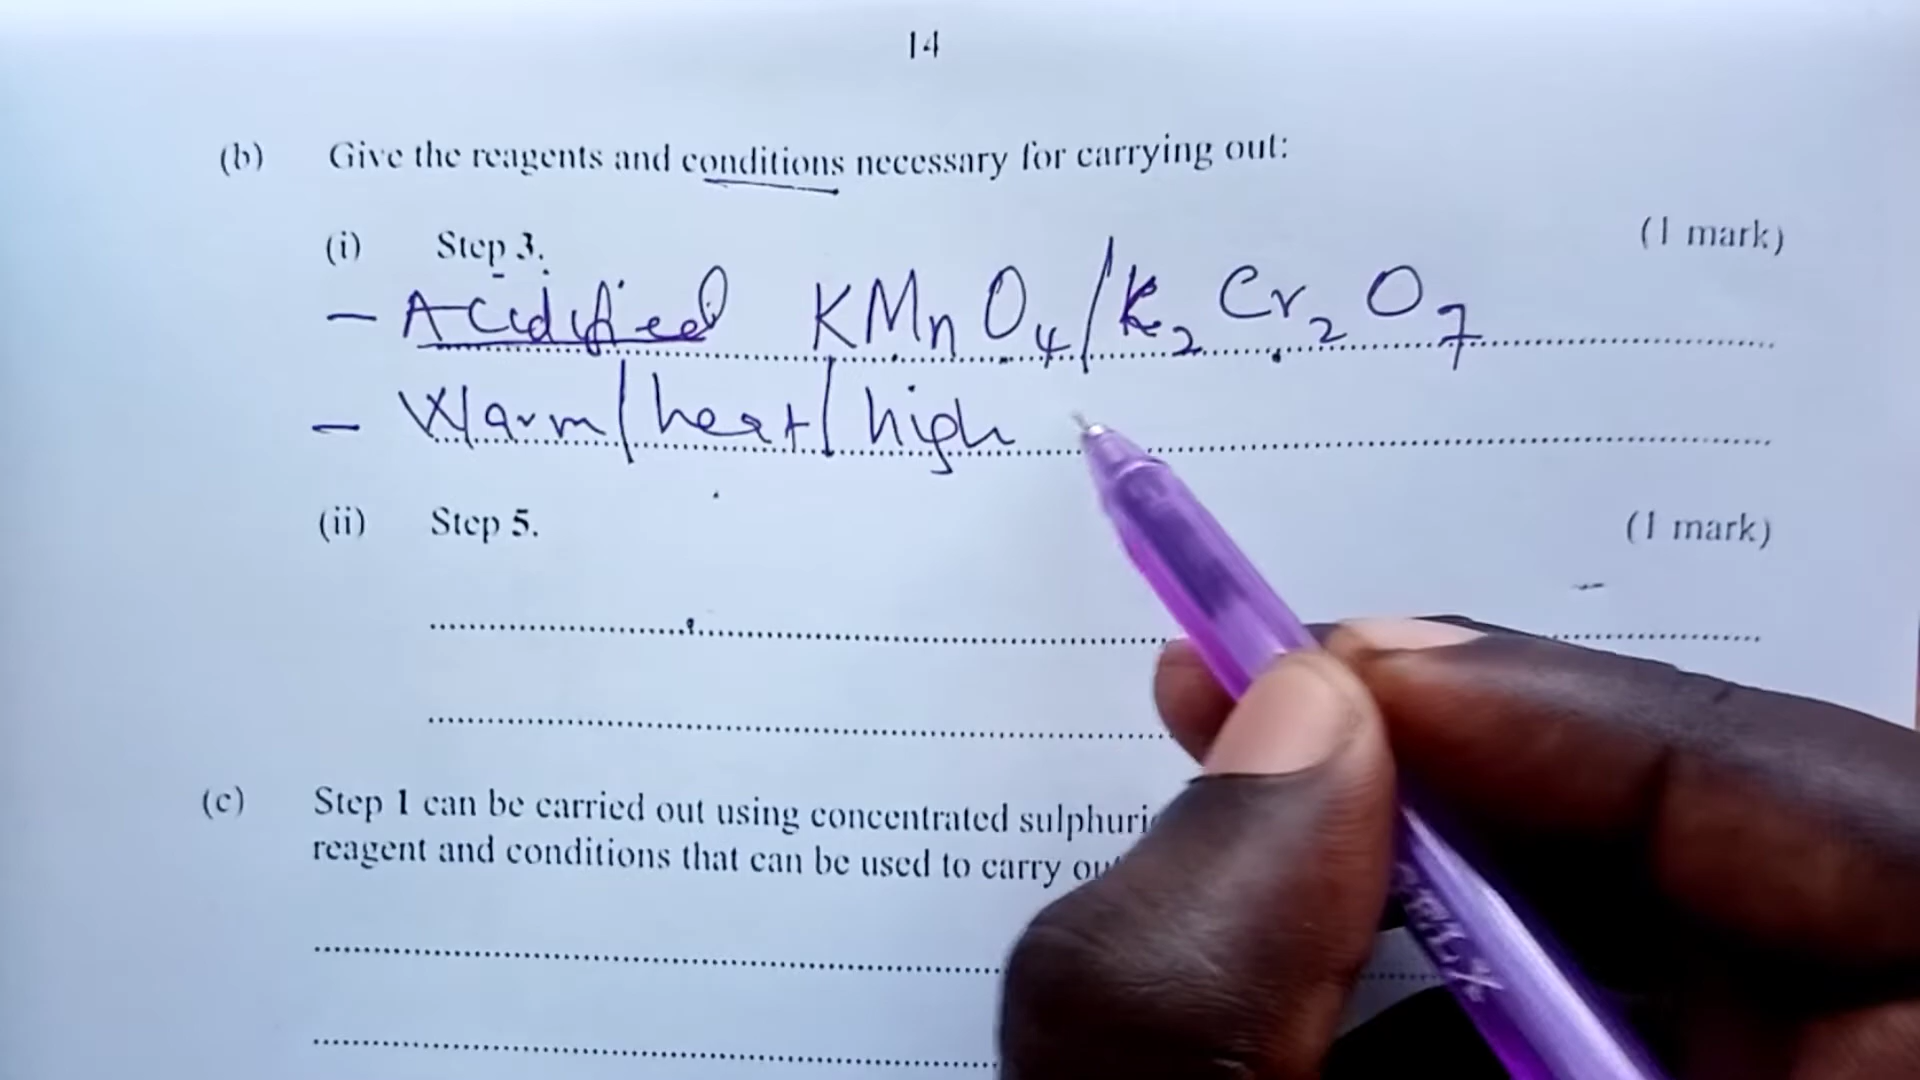 14
(b) Give the reagents and conditions necessary for carrying out:
(i) Step 3. (1 mark)
- Acidified KMnO4/K2Cr2O7
- Warm/heat/high
(ii) Step 5. (1 mark)
(c) Step 1 can be carried out using concentrated sulphuri
reagent and conditions that can be used to carry ou